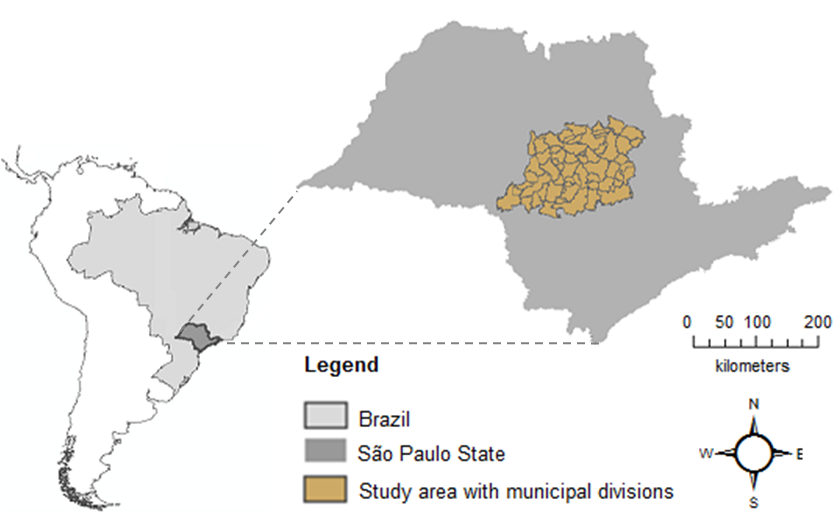 0 50 100 200
kilometers
Legend
Brazil
São Paulo State
Study area with municipal divisions
N
W E
S